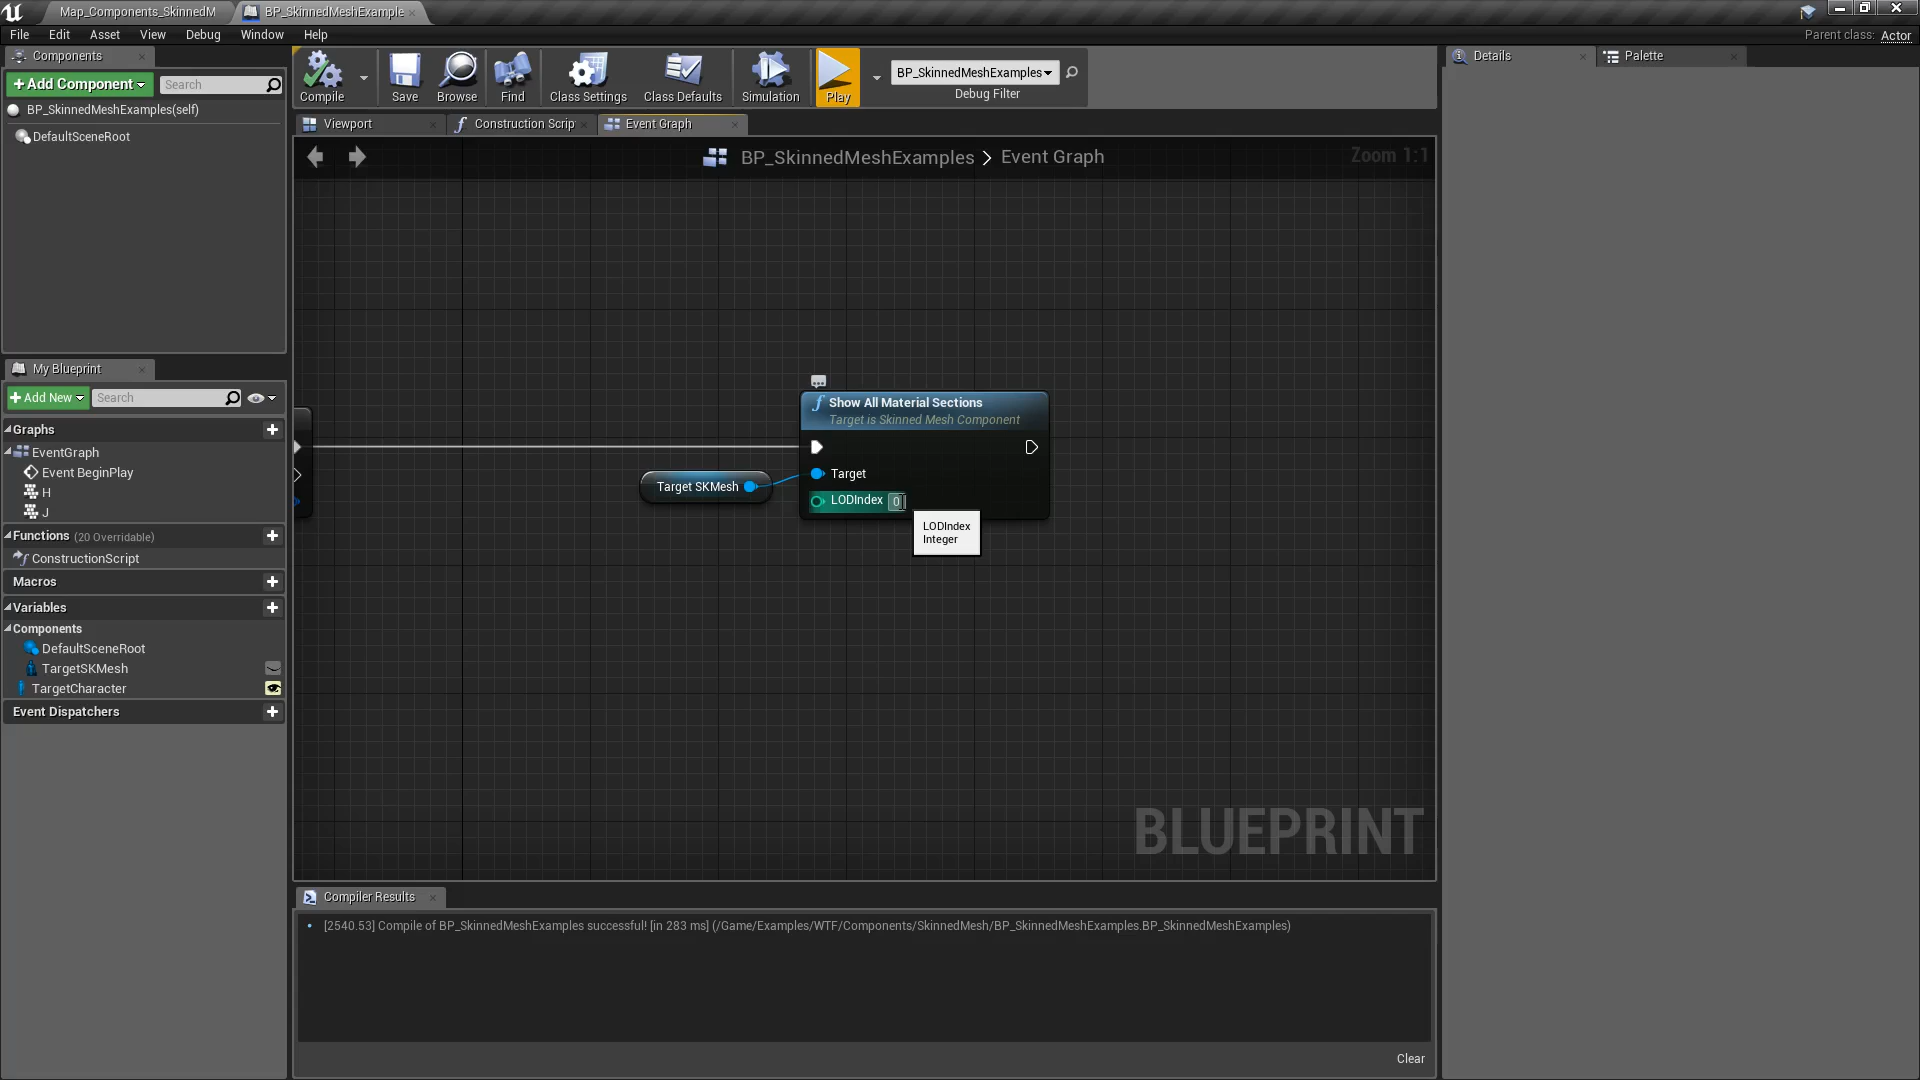 Map_Components_SkinnedM
BP_SkinnedMeshExample
File Edit Asset View Debug Window Help
Parent class: Actor
Components
+Add Component
Search
BP_SkinnedMeshExamples(self)
DefaultSceneRoot
Compile
Save
Browse
Find
Class Settings
Class Defaults
Simulation
Play
BP_SkinnedMeshExamples
Debug Filter
Viewport
Construction Scrip
Event Graph
BP_SkinnedMeshExamples > Event Graph
Zoom 1:1
Show All Material Sections
Target is Skinned Mesh Component
Target
Target SKMesh
LODIndex 0
LODIndex
Integer
BLUEPRINT
My Blueprint
+Add New
Search
Graphs
EventGraph
Event BeginPlay
H
J
Functions (20 Overridable)
ConstructionScript
Macros
Variables
Components
DefaultSceneRoot
TargetSKMesh
TargetCharacter
Event Dispatchers
Compiler Results
[2540.53] Compile of BP_SkinnedMeshExamples successful! [in 283 ms] (/Game/Examples/WTF/Components/SkinnedMesh/BP_SkinnedMeshExamples.BP_SkinnedMeshExamples)
Clear
Details
Palette